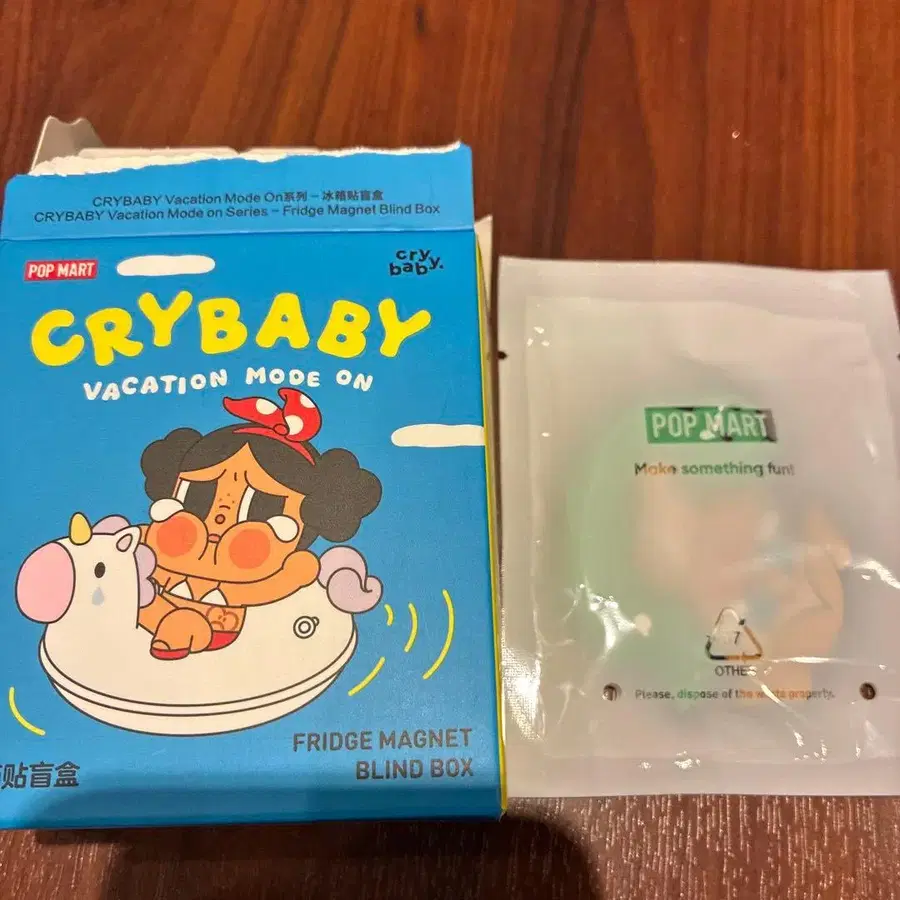 CRYBABY Vacation Mode On系列 – 冰箱贴盲盒
CRYBABY Vacation Mode on Series – Fridge Magnet Blind Box
POP MART
cry
baby.
CRYBABY
VACATION MODE ON
FRIDGE MAGNET
BLIND BOX
贴盲盒
POP MART
Make something fun!
7
OTHER
Please, dispose of the waste properly.